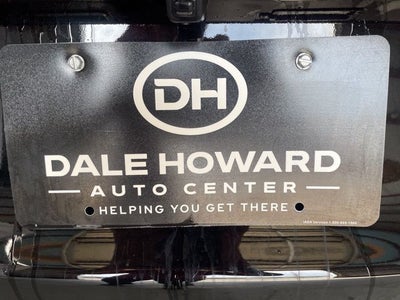 DH
DALE HOWARD
AUTO CENTER
HELPING YOU GET THERE